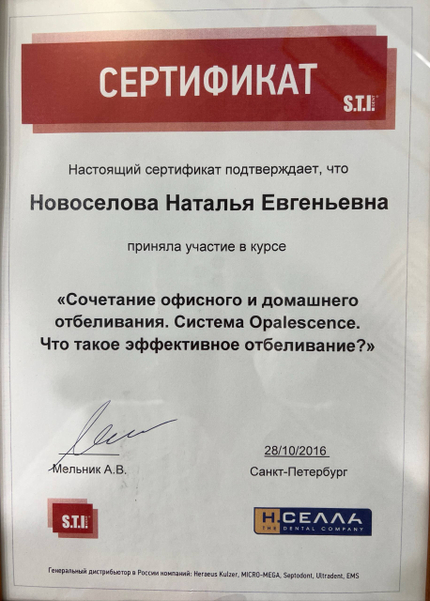 СЕРТИФИКАТ
S.T.I.
DENT
Настоящий сертификат подтверждает, что
Новоселова Наталья Евгеньевна
приняла участие в курсе
«Сочетание офисного и домашнего
отбеливания. Система Opalescence.
Что такое эффективное отбеливание?»
28/10/2016
Мельник А.В.
Санкт-Петербург
S.T.I.
Н.СЕЛЛА
THE DENTAL COMPANY
Генеральный дистрибьютор в России компаний: Heraeus Kulzer, MICRO-MEGA, Septodont, Ultradent, EMS